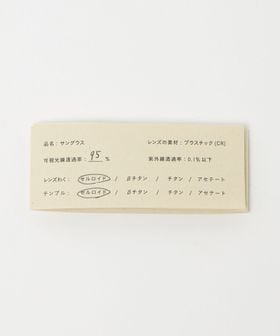 品名：サングラス
レンズの素材：プラスチック(CR)
可視光線透過率： 95 %
紫外線透過率：0.1%以下
レンズわく： セルロイド / βチタン / チタン / アセテート
テンプル： セルロイド / βチタン / チタン / アセテート